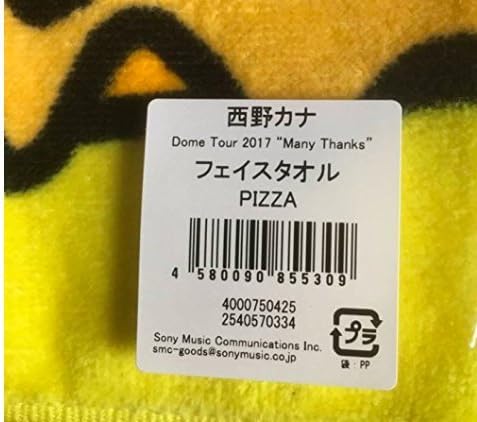 西野カナ
Dome Tour 2017 “Many Thanks”
フェイスタオル
PIZZA
4 580090 855309
4000750425
2540570334
プラ
袋 : PP
Sony Music Communications Inc.
smc-goods@sonymusic.co.jp